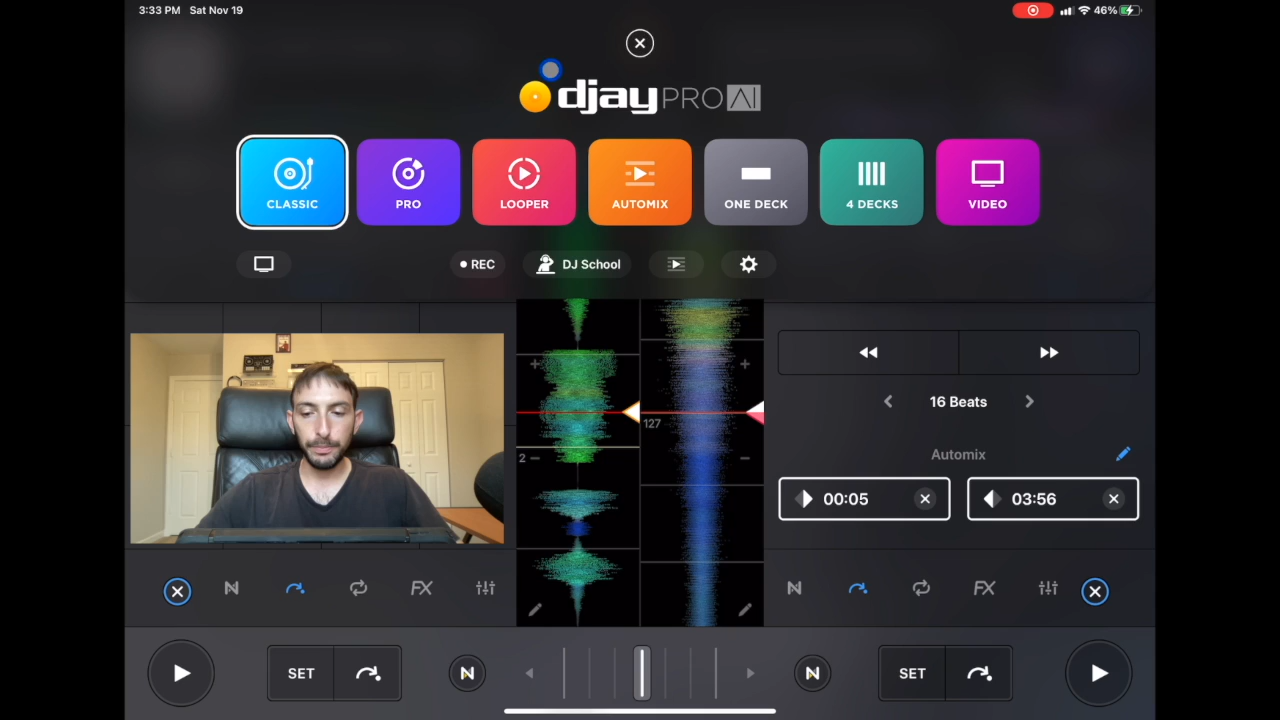 3:33 PM Sat Nov 19 46%
djay PRO AI
CLASSIC PRO LOOPER AUTOMIX ONE DECK 4 DECKS VIDEO
REC DJ School
16 Beats
127
Automix
2
00:05 03:56
N FX N FX
SET N N SET